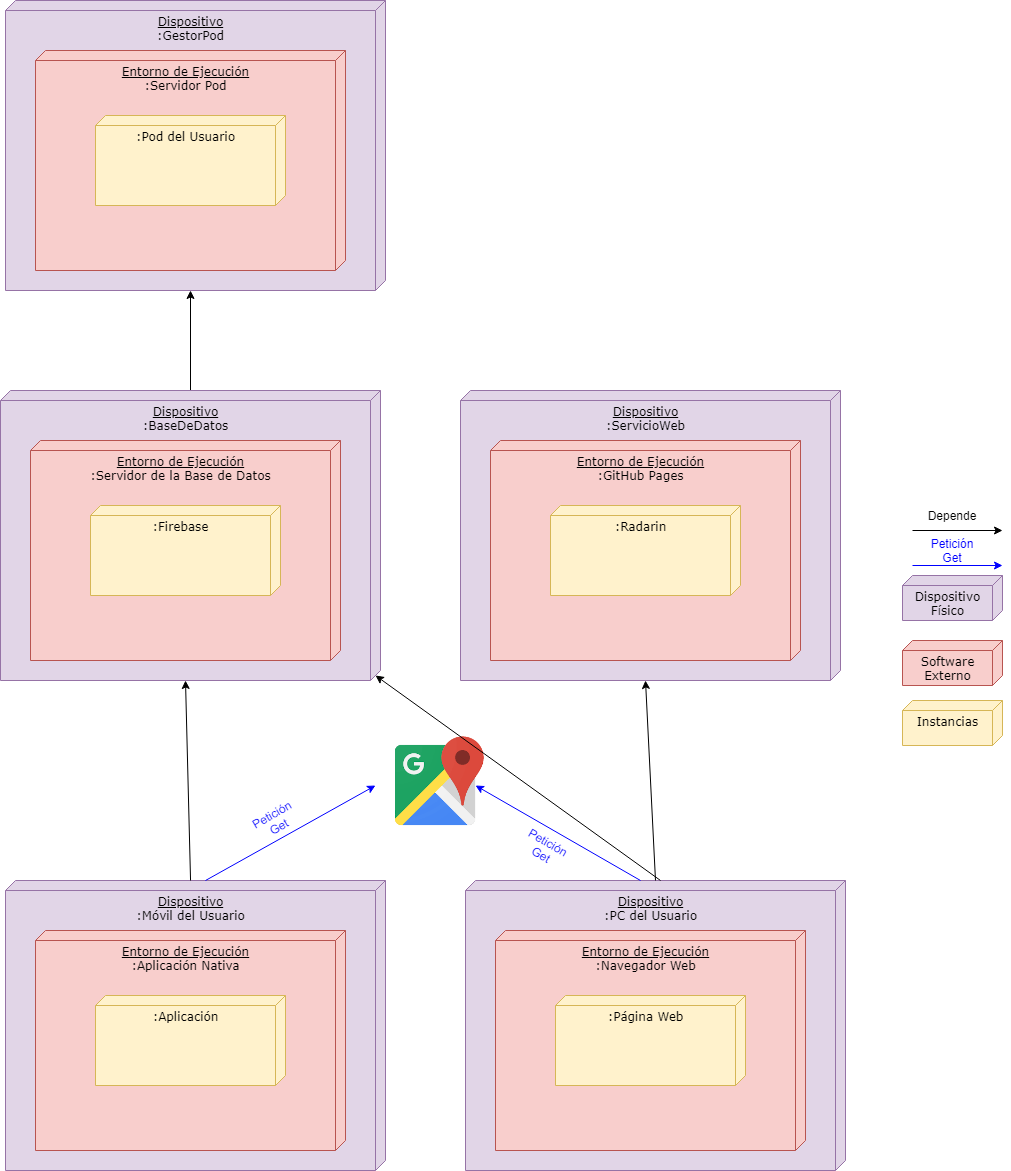 Dispositivo
:GestorPod
Entorno de Ejecución
:Servidor Pod
:Pod del Usuario
Dispositivo
:BaseDeDatos
Entorno de Ejecución
:Servidor de la Base de Datos
:Firebase
Dispositivo
:ServicioWeb
Entorno de Ejecución
:GitHub Pages
:Radarin
Depende
Petición
Get
Dispositivo
Físico
Software
Externo
Instancias
G
Petición
Get
Petición
Get
Dispositivo
:Móvil del Usuario
Entorno de Ejecución
:Aplicación Nativa
:Aplicación
Dispositivo
:PC del Usuario
Entorno de Ejecución
:Navegador Web
:Página Web